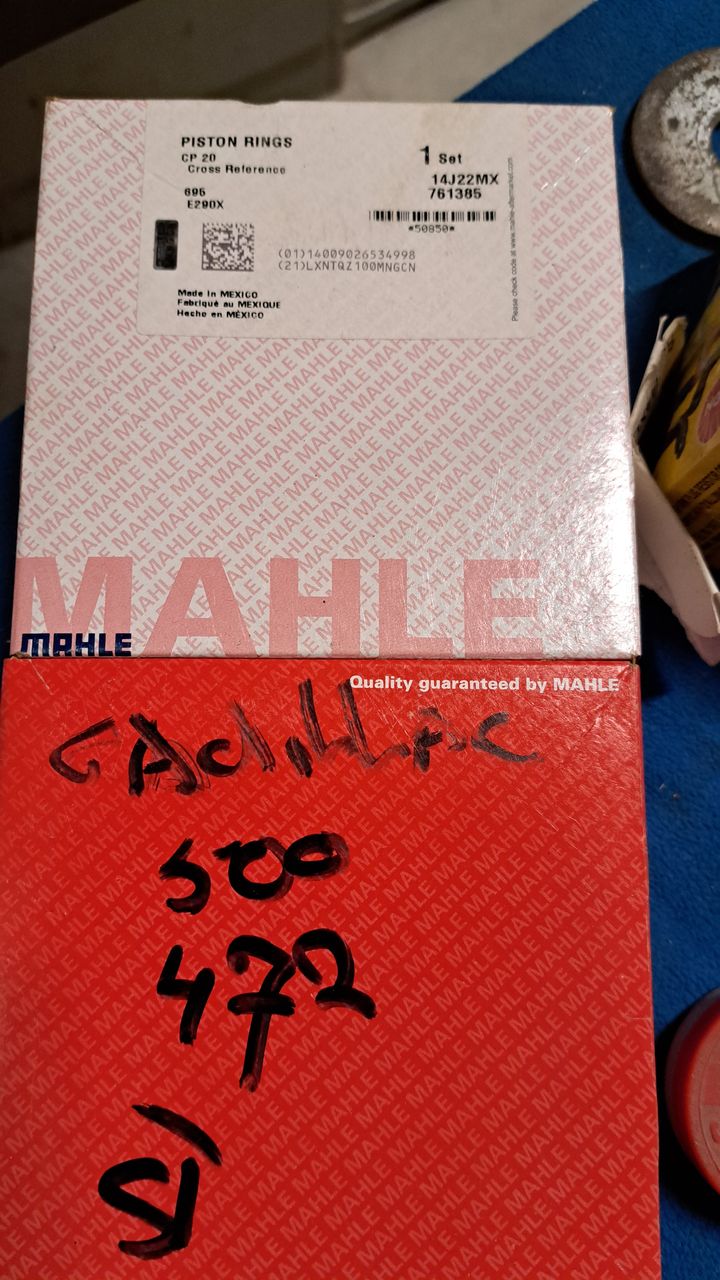 PISTON RINGS
CP 20
Cross Reference
1 Set
14J22MX
761385
695
E290X
*50850*
(01)14009026534998
(21)LXNTQZ100MNGCN
Please check code at www.mahle-aftermarket.com
Made in MEXICO
Fabriqué au MEXIQUE
Hecho en MÉXICO
MAHLE
MAHLE
Quality guaranteed by MAHLE
CAdillAc
500
472